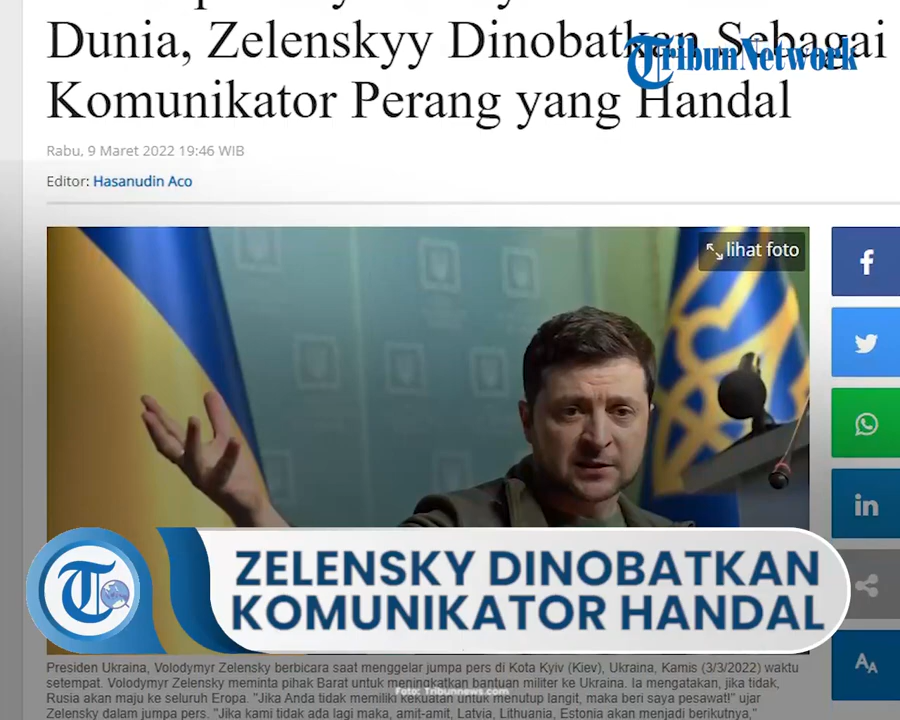 Dunia, Zelenskyy Dinobatkan Sebagai
TribunNetwork
Komunikator Perang yang Handal
Rabu, 9 Maret 2022 19:46 WIB
Editor: Hasanudin Aco
lihat foto
ZELENSKY DINOBATKAN
KOMUNIKATOR HANDAL
Presiden Ukraina, Volodymyr Zelensky berbicara saat menggelar jumpa pers di Kota Kyiv (Kiev), Ukraina, Kamis (3/3/2022) waktu
setempat. Volodymyr Zelensky meminta pihak Barat untuk meningkatkan bantuan militer ke Ukraina. Ia mengatakan, jika tidak,
Rusia akan maju ke seluruh Eropa. "Jika Anda tidak memiliki kekuatan untuk menutup langit, maka beri saya pesawat!" ujar
Foto: Tribunnews.com
Zelensky dalam jumpa pers. "Jika kami tidak ada lagi maka, amit-amit, Latvia, Lithuania, Estonia akan menjadi berikutnya,"